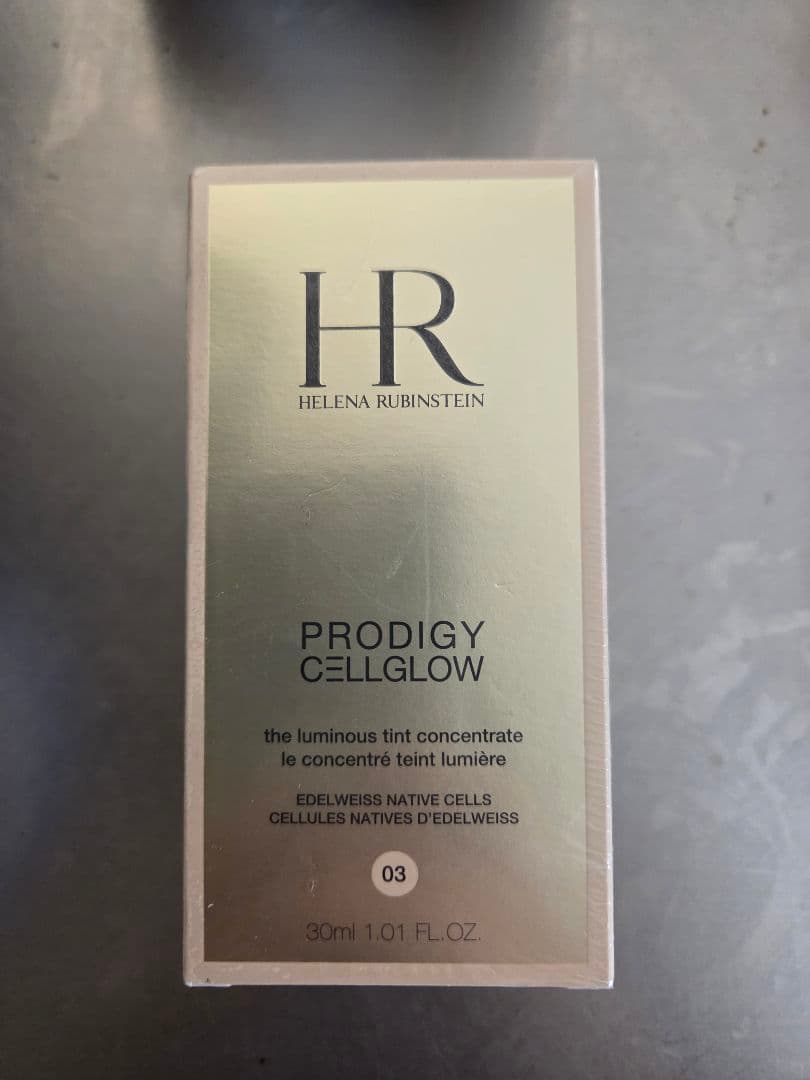 HR
HELENA RUBINSTEIN
PRODIGY
CELLGLOW
the luminous tint concentrate
le concentré teint lumière
EDELWEISS NATIVE CELLS
CELLULES NATIVES D'EDELWEISS
03
30ml 1.01 FL.OZ.